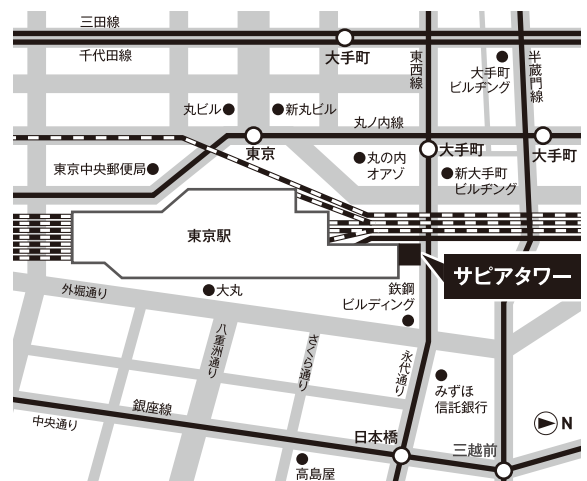 三田線
千代田線
大手町
東西線
大手町
ビルヂング
半蔵門線
丸ビル
新丸ビル
丸ノ内線
東京
大手町
大手町
東京中央郵便局
丸の内
オアゾ
新大手町
ビルヂング
東京駅
サピアタワー
外堀通り
大丸
鉄鋼
ビルディング
八重洲通り
さくら通り
永代通り
みずほ
信託銀行
銀座線
中央通り
日本橋
三越前
N
高島屋